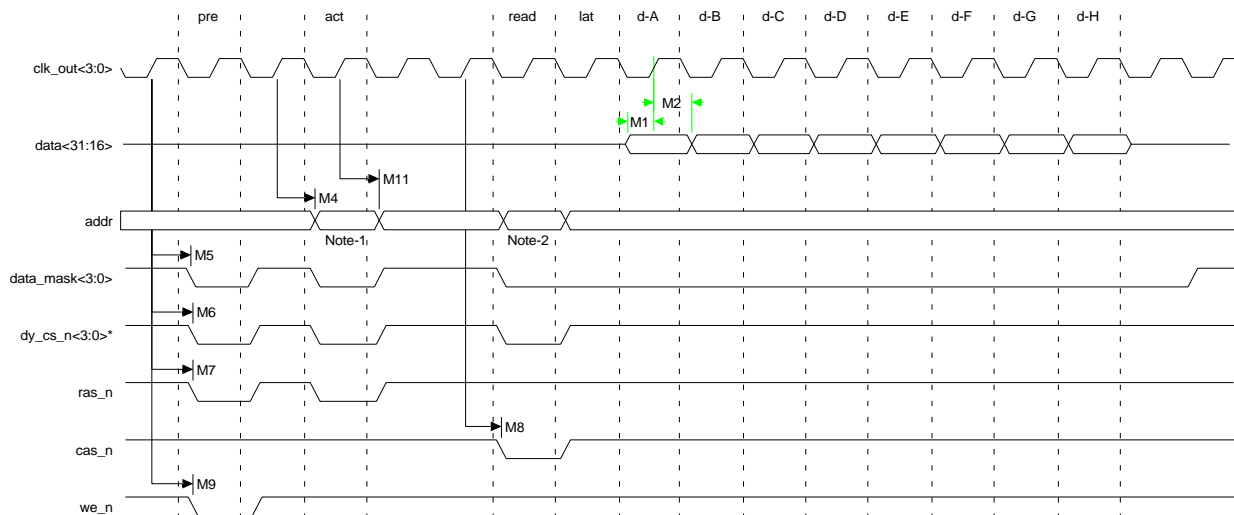 pre act read lat d-A d-B d-C d-D d-E d-F d-G d-H
clk_out<3:0>
M2
M1
data<31:16>
M11
M4
addr
Note-1 Note-2
M5
data_mask<3:0>
M6
dy_cs_n<3:0>*
M7
ras_n
M8
cas_n
M9
we_n